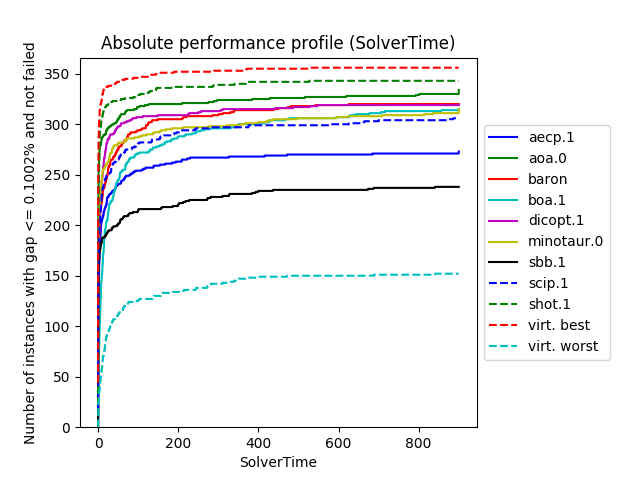 Absolute performance profile (SolverTime)
Number of instances with gap <= 0.1002% and not failed
350
300
250
200
150
100
50
0
0 200 400 600 800
SolverTime
aecp.1
aoa.0
baron
boa.1
dicopt.1
minotaur.0
sbb.1
scip.1
shot.1
virt. best
virt. worst